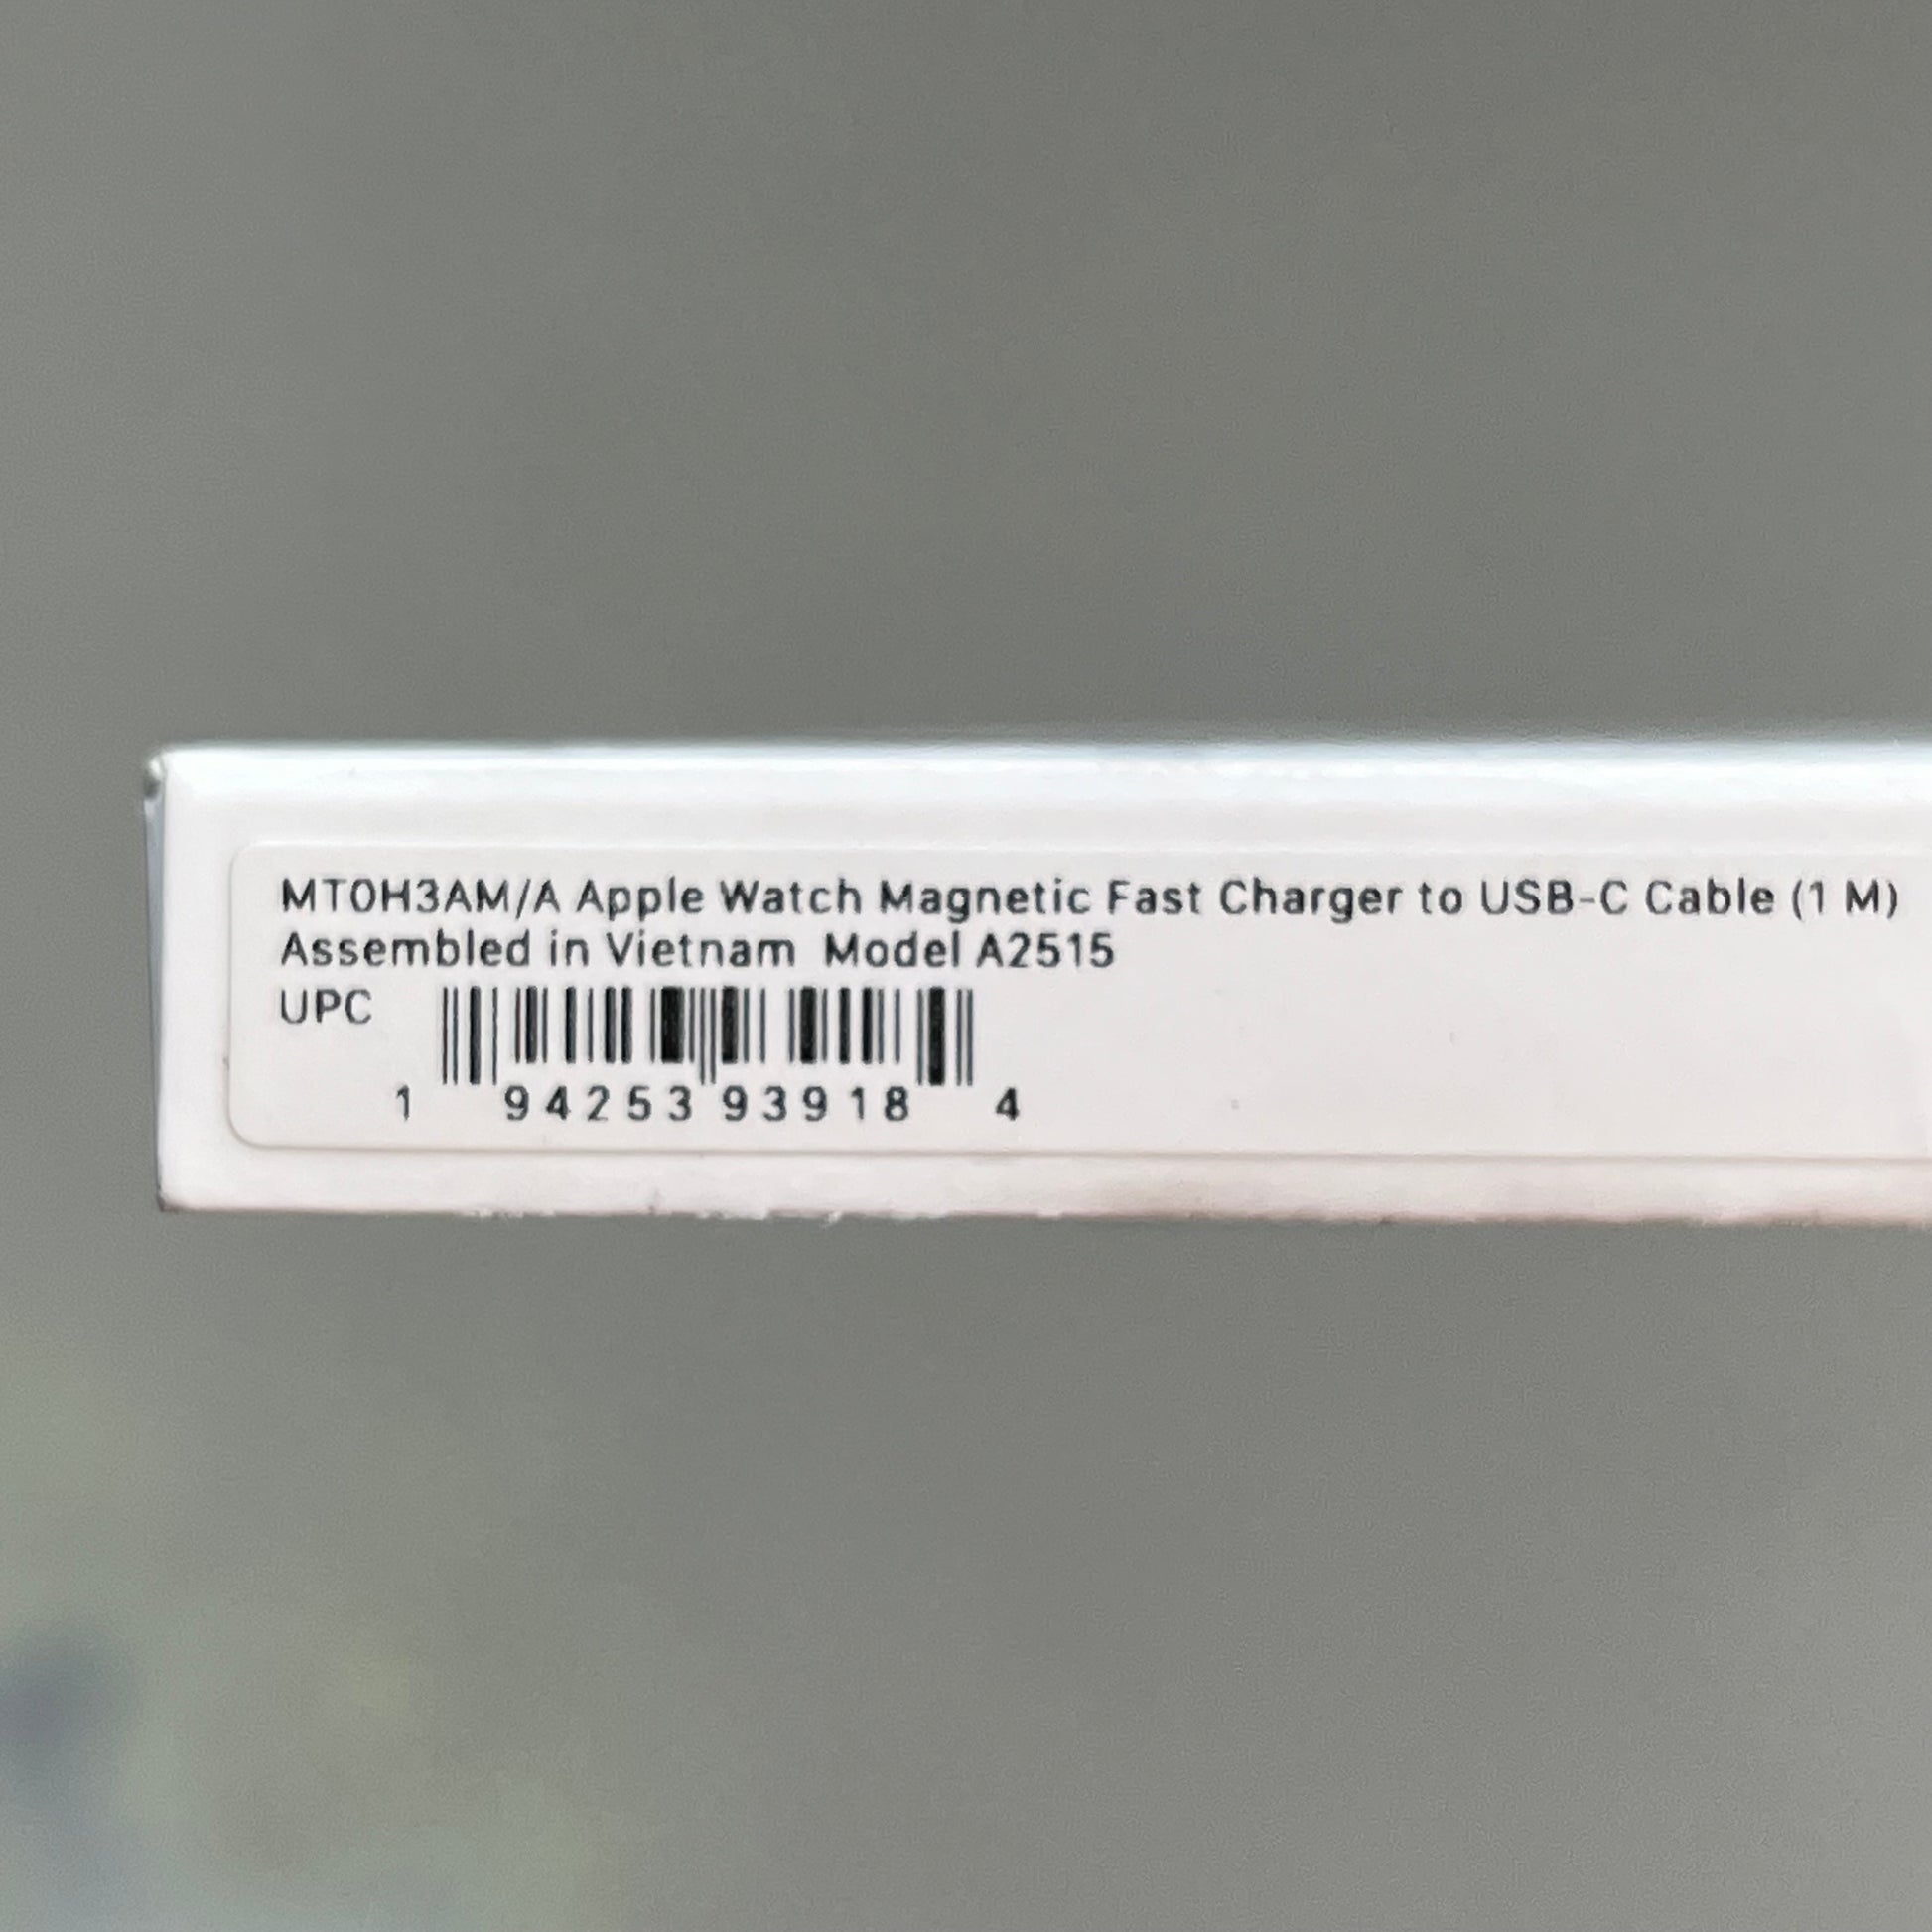 MT0H3AM/A Apple Watch Magnetic Fast Charger to USB-C Cable (1 M)
Assembled in Vietnam Model A2515
UPC
1 94253 93918 4